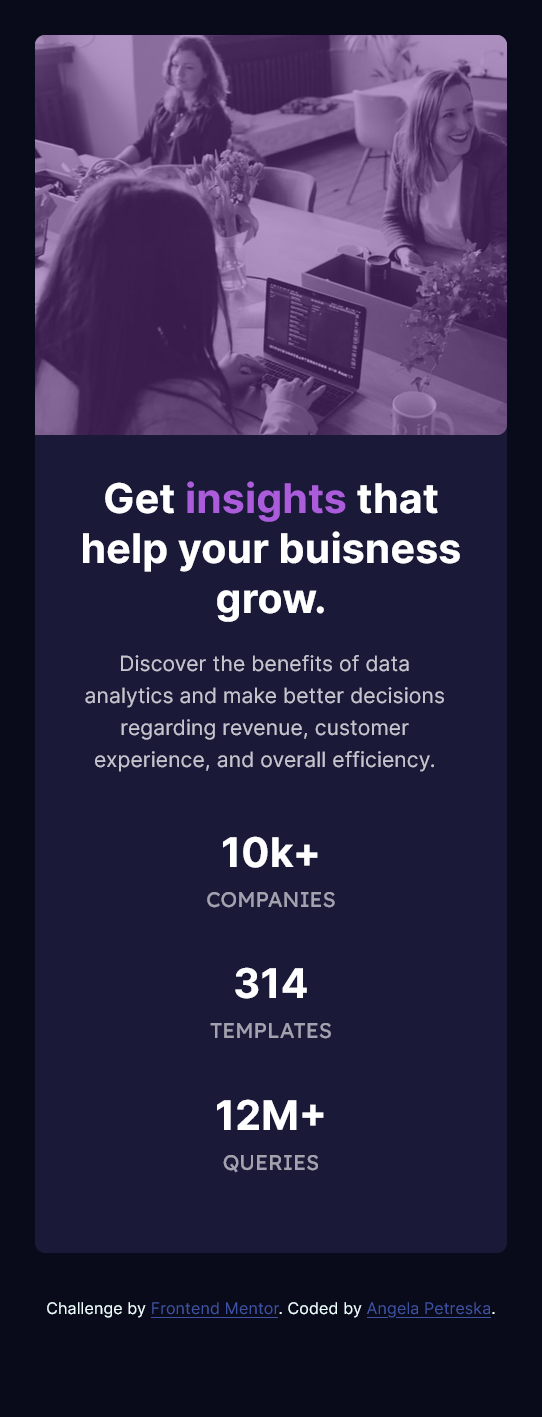 Get insights that
help your buisness
grow.
Discover the benefits of data
analytics and make better decisions
regarding revenue, customer
experience, and overall efficiency.
10k+
COMPANIES
314
TEMPLATES
12M+
QUERIES
Challenge by Frontend Mentor. Coded by Angela Petreska.